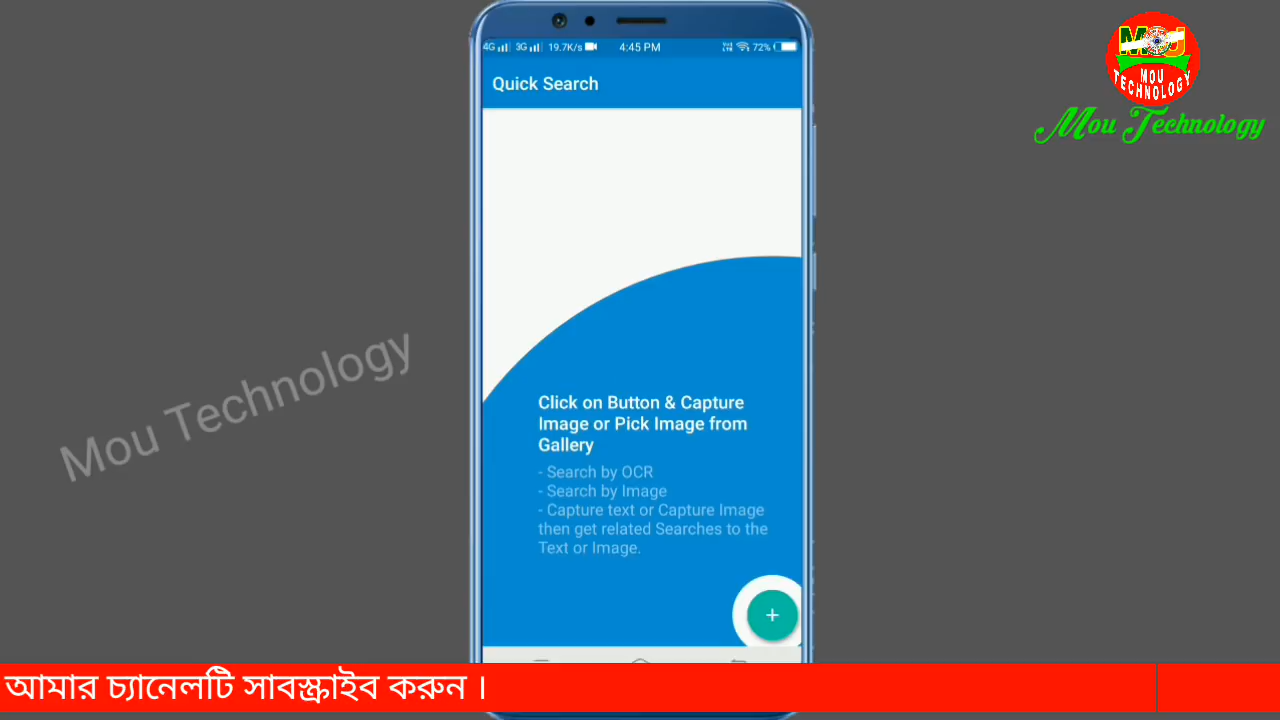 4G 3G 19.7K/s 4:45 PM 72%
Quick Search
MOU
MOU
TECHNOLOGY
Mou Technology
Mou Technology
Click on Button & Capture
Image or Pick Image from
Gallery
- Search by OCR
- Search by Image
- Capture text or Capture Image
then get related Searches to the
Text or Image.
+
আমার চ্যানেলটি সাবস্ক্রাইব করুন ।